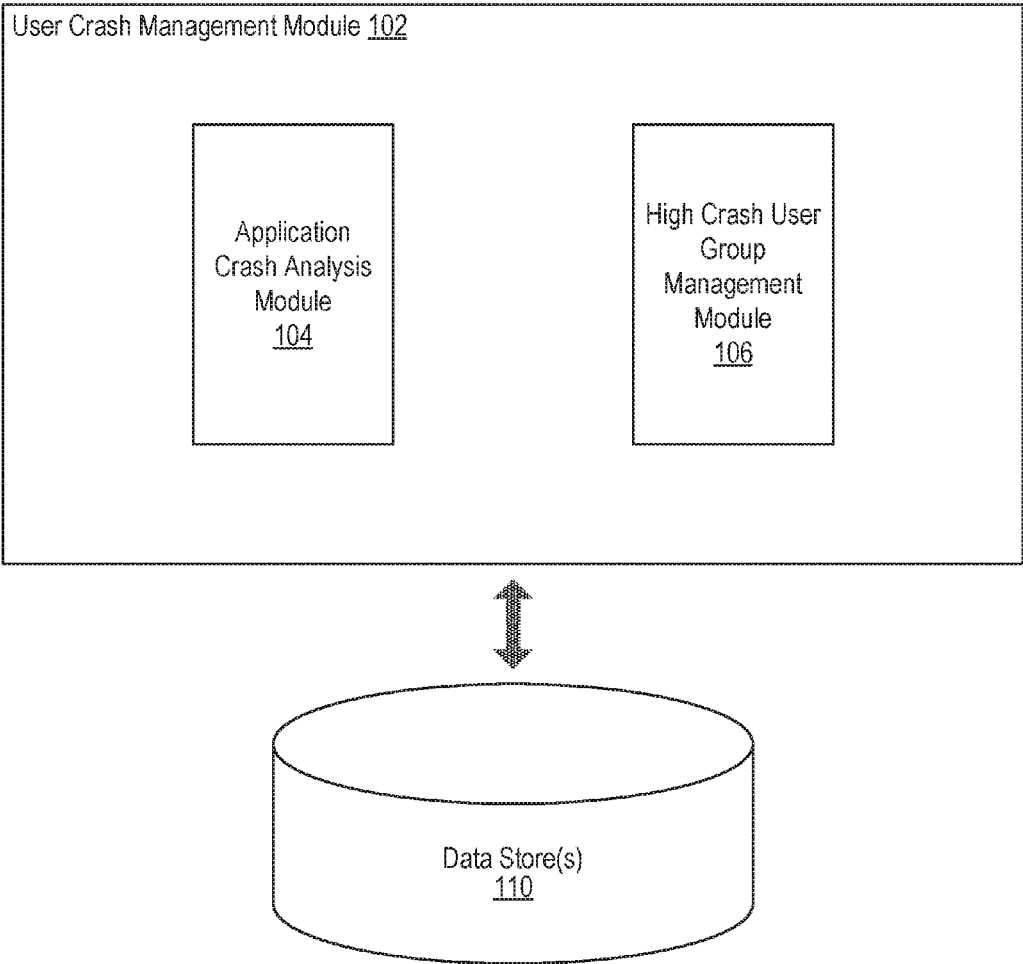 User Crash Management Module 102
Application
Crash Analysis
Module
104
High Crash User
Group
Management
Module
106
Data Store(s)
110